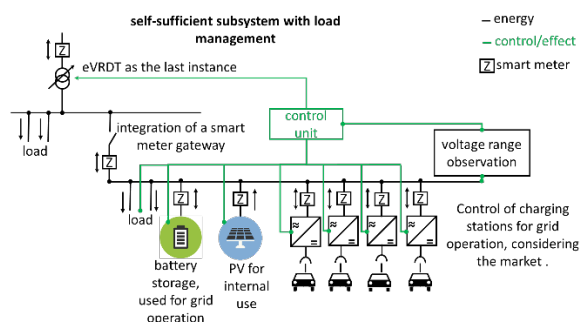 self-sufficient subsystem with load
management
energy
control/effect
Z smart meter
Z
eVRDT as the last instance
control
unit
integration of a smart
meter gateway
load
voltage range
observation
Z
load
Z
Z
Z
Z
Z
Z
Control of charging
stations for grid
operation, considering
the market .
battery
storage,
used for grid
operation
PV for
internal
use